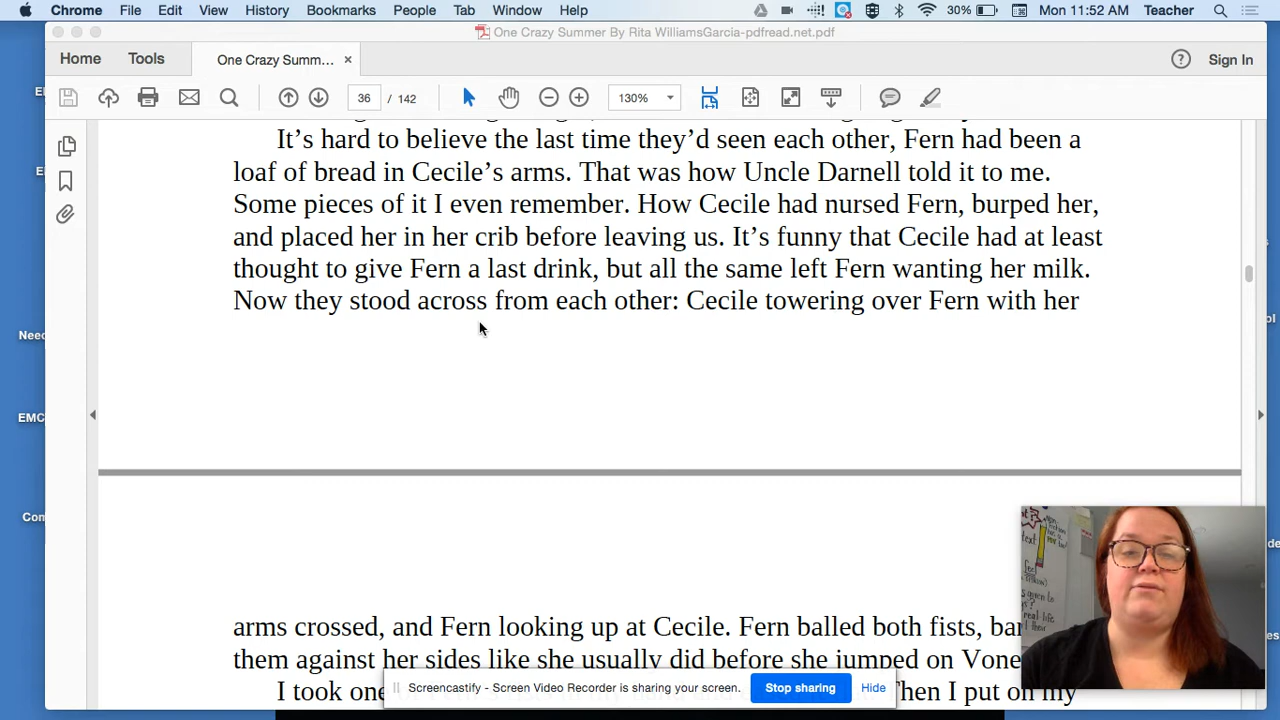 Chrome File Edit View History Bookmarks People Tab Window Help 30% Mon 11:52 AM Teacher
One Crazy Summer By Rita WilliamsGarcia-pdfread.net.pdf
Home Tools One Crazy Summ... × ? Sign In
36 / 142 130%
It’s hard to believe the last time they’d seen each other, Fern had been a
loaf of bread in Cecile’s arms. That was how Uncle Darnell told it to me.
Some pieces of it I even remember. How Cecile had nursed Fern, burped her,
and placed her in her crib before leaving us. It’s funny that Cecile had at least
thought to give Fern a last drink, but all the same left Fern wanting her milk.
Now they stood across from each other: Cecile towering over Fern with her
Need
EMC
Com
arms crossed, and Fern looking up at Cecile. Fern balled both fists,
them against her sides like she usually did before she jumped on
I took one Then I put on my
Screencastify - Screen Video Recorder is sharing your screen. Stop sharing Hide
text
real life